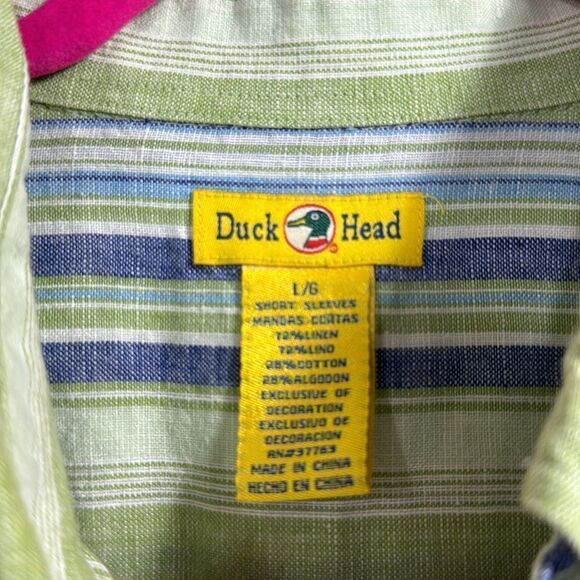 Duck Head
L/G
SHORT SLEEVES
MANGAS CORTAS
72%LINEN
72%LINO
28%COTTON
28%ALGODON
EXCLUSIVE OF
DECORATION
EXCLUSIVO DE
DECORACION
RN#37763
MADE IN CHINA
HECHO EN CHINA